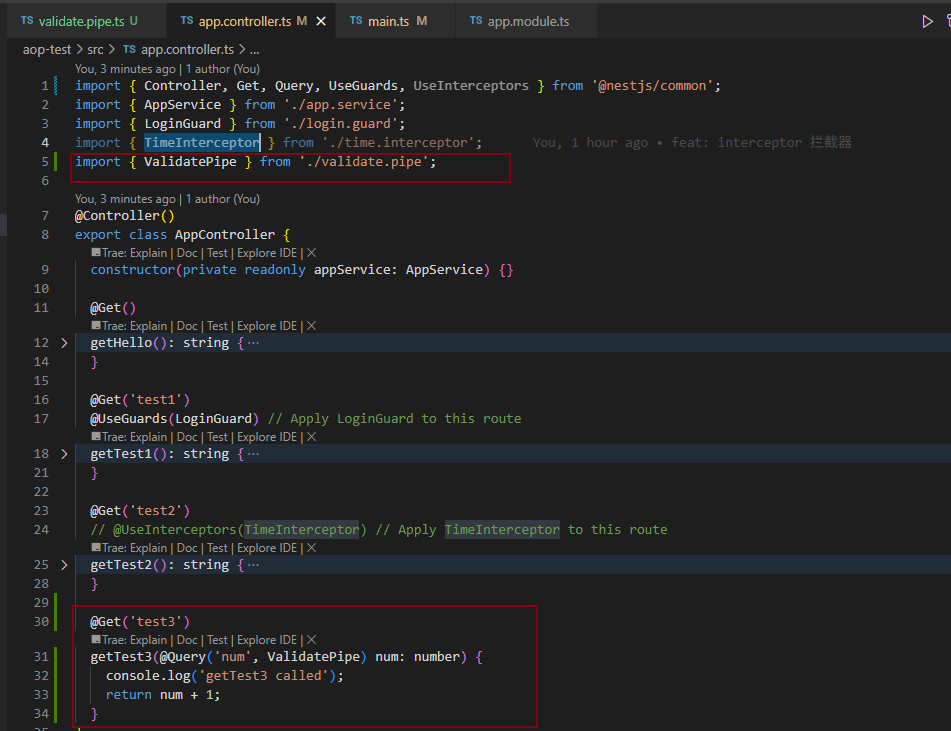 TS validate.pipe.ts U TS app.controller.ts M TS main.ts M TS app.module.ts
aop-test > src > TS app.controller.ts > ...
You, 3 minutes ago | 1 author (You)
1 import { Controller, Get, Query, UseGuards, UseInterceptors } from '@nestjs/common';
2 import { AppService } from './app.service';
3 import { LoginGuard } from './login.guard';
4 import { TimeInterceptor } from './time.interceptor'; You, 1 hour ago • feat: interceptor 拦截器
5 import { ValidatePipe } from './validate.pipe';
6
You, 3 minutes ago | 1 author (You)
7 @Controller()
8 export class AppController {
Trae: Explain | Doc | Test | Explore IDE | X
9 constructor(private readonly appService: AppService) {}
10
11 @Get()
Trae: Explain | Doc | Test | Explore IDE | X
12 getHello(): string { ...
14 }
15
16 @Get('test1')
17 @UseGuards(LoginGuard) // Apply LoginGuard to this route
Trae: Explain | Doc | Test | Explore IDE | X
18 getTest1(): string { ...
21 }
22
23 @Get('test2')
24 // @UseInterceptors(TimeInterceptor) // Apply TimeInterceptor to this route
Trae: Explain | Doc | Test | Explore IDE | X
25 getTest2(): string { ...
28 }
29
30 @Get('test3')
Trae: Explain | Doc | Test | Explore IDE | X
31 getTest3(@Query('num', ValidatePipe) num: number) {
32 console.log('getTest3 called');
33 return num + 1;
34 }